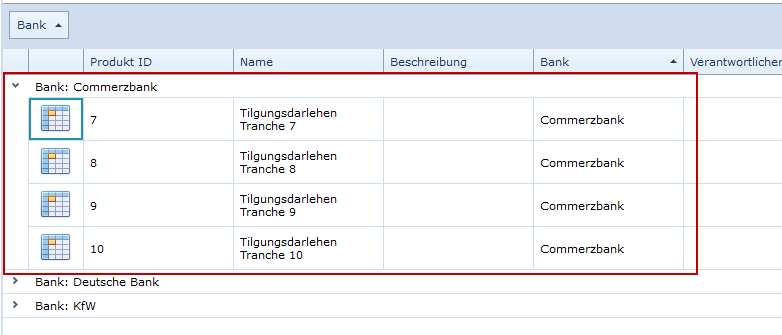 Bank
Produkt ID Name Beschreibung Bank Verantwortlicher
Bank: Commerzbank
7 Tilgungsdarlehen Commerzbank
Tranche 7
8 Tilgungsdarlehen Commerzbank
Tranche 8
9 Tilgungsdarlehen Commerzbank
Tranche 9
10 Tilgungsdarlehen Commerzbank
Tranche 10
Bank: Deutsche Bank
Bank: KfW